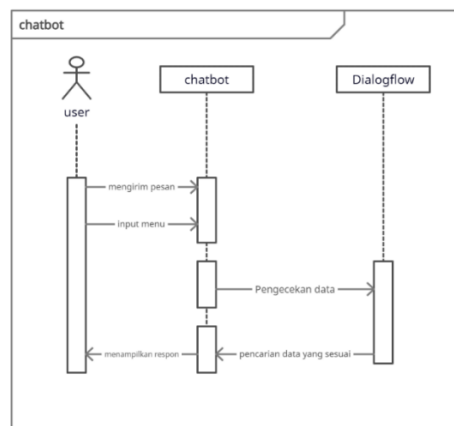 chatbot
chatbot
Dialogflow
user
mengirim pesan
input menu
Pengecekan data
menampilkan respon
pencarian data yang sesuai